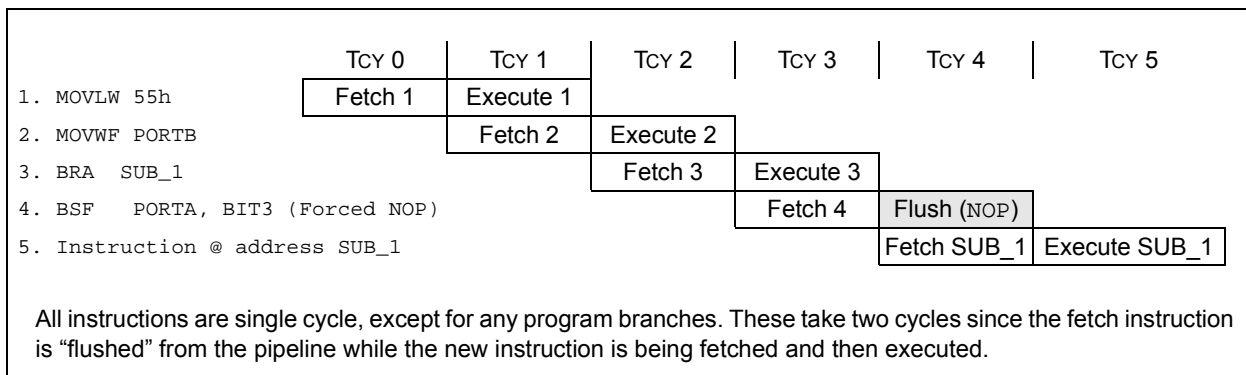 TCY 0 TCY 1 TCY 2 TCY 3 TCY 4 TCY 5
1. MOVLW 55h Fetch 1 Execute 1
2. MOVWF PORTB Fetch 2 Execute 2
3. BRA SUB_1 Fetch 3 Execute 3
4. BSF PORTA, BIT3 (Forced NOP) Fetch 4 Flush (NOP)
5. Instruction @ address SUB_1 Fetch SUB_1 Execute SUB_1
All instructions are single cycle, except for any program branches. These take two cycles since the fetch instruction
is “flushed” from the pipeline while the new instruction is being fetched and then executed.